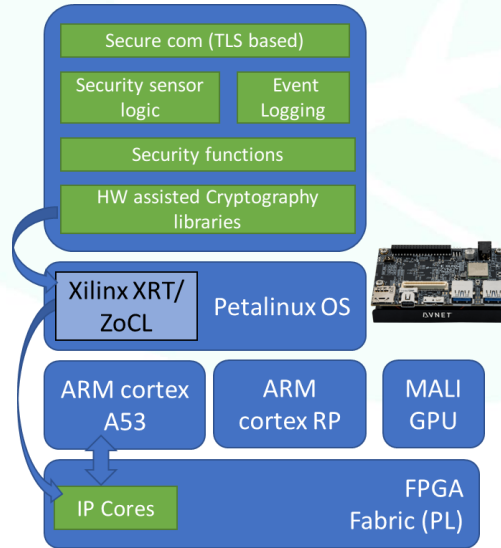 Secure com (TLS based)
Security sensor
logic
Event
Logging
Security functions
HW assisted Cryptography
libraries
Xilinx XRT/
ZoCL
Petalinux OS
ARM cortex
A53
ARM
cortex RP
MALI
GPU
FPGA
Fabric (PL)
IP Cores
AVNET